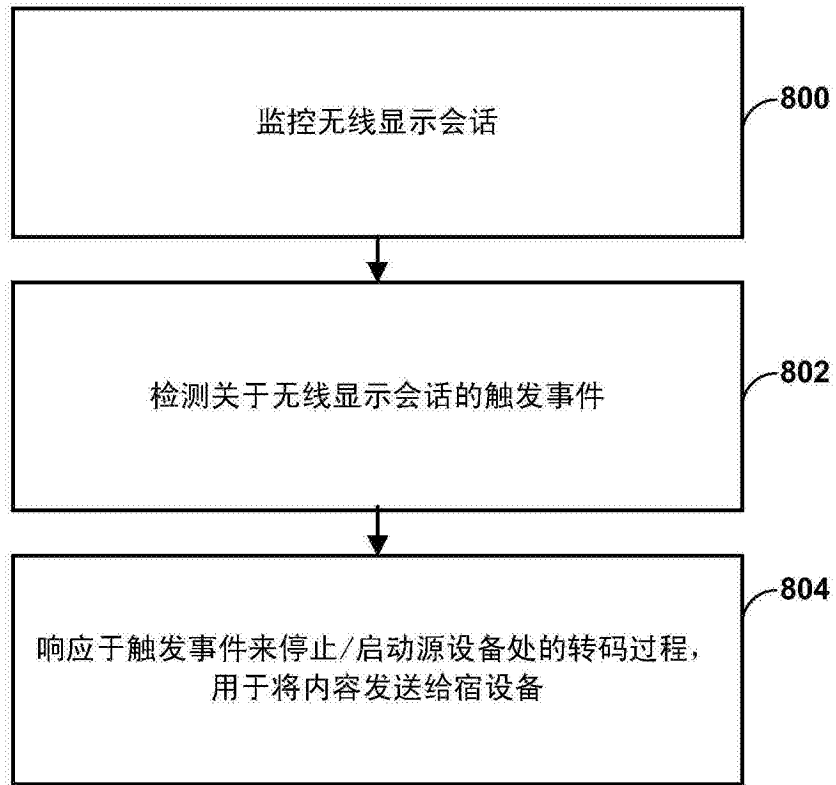 监控无线显示会话
800
检测关于无线显示会话的触发事件
802
804
响应于触发事件来停止/启动源设备处的转码过程，
用于将内容发送给宿设备